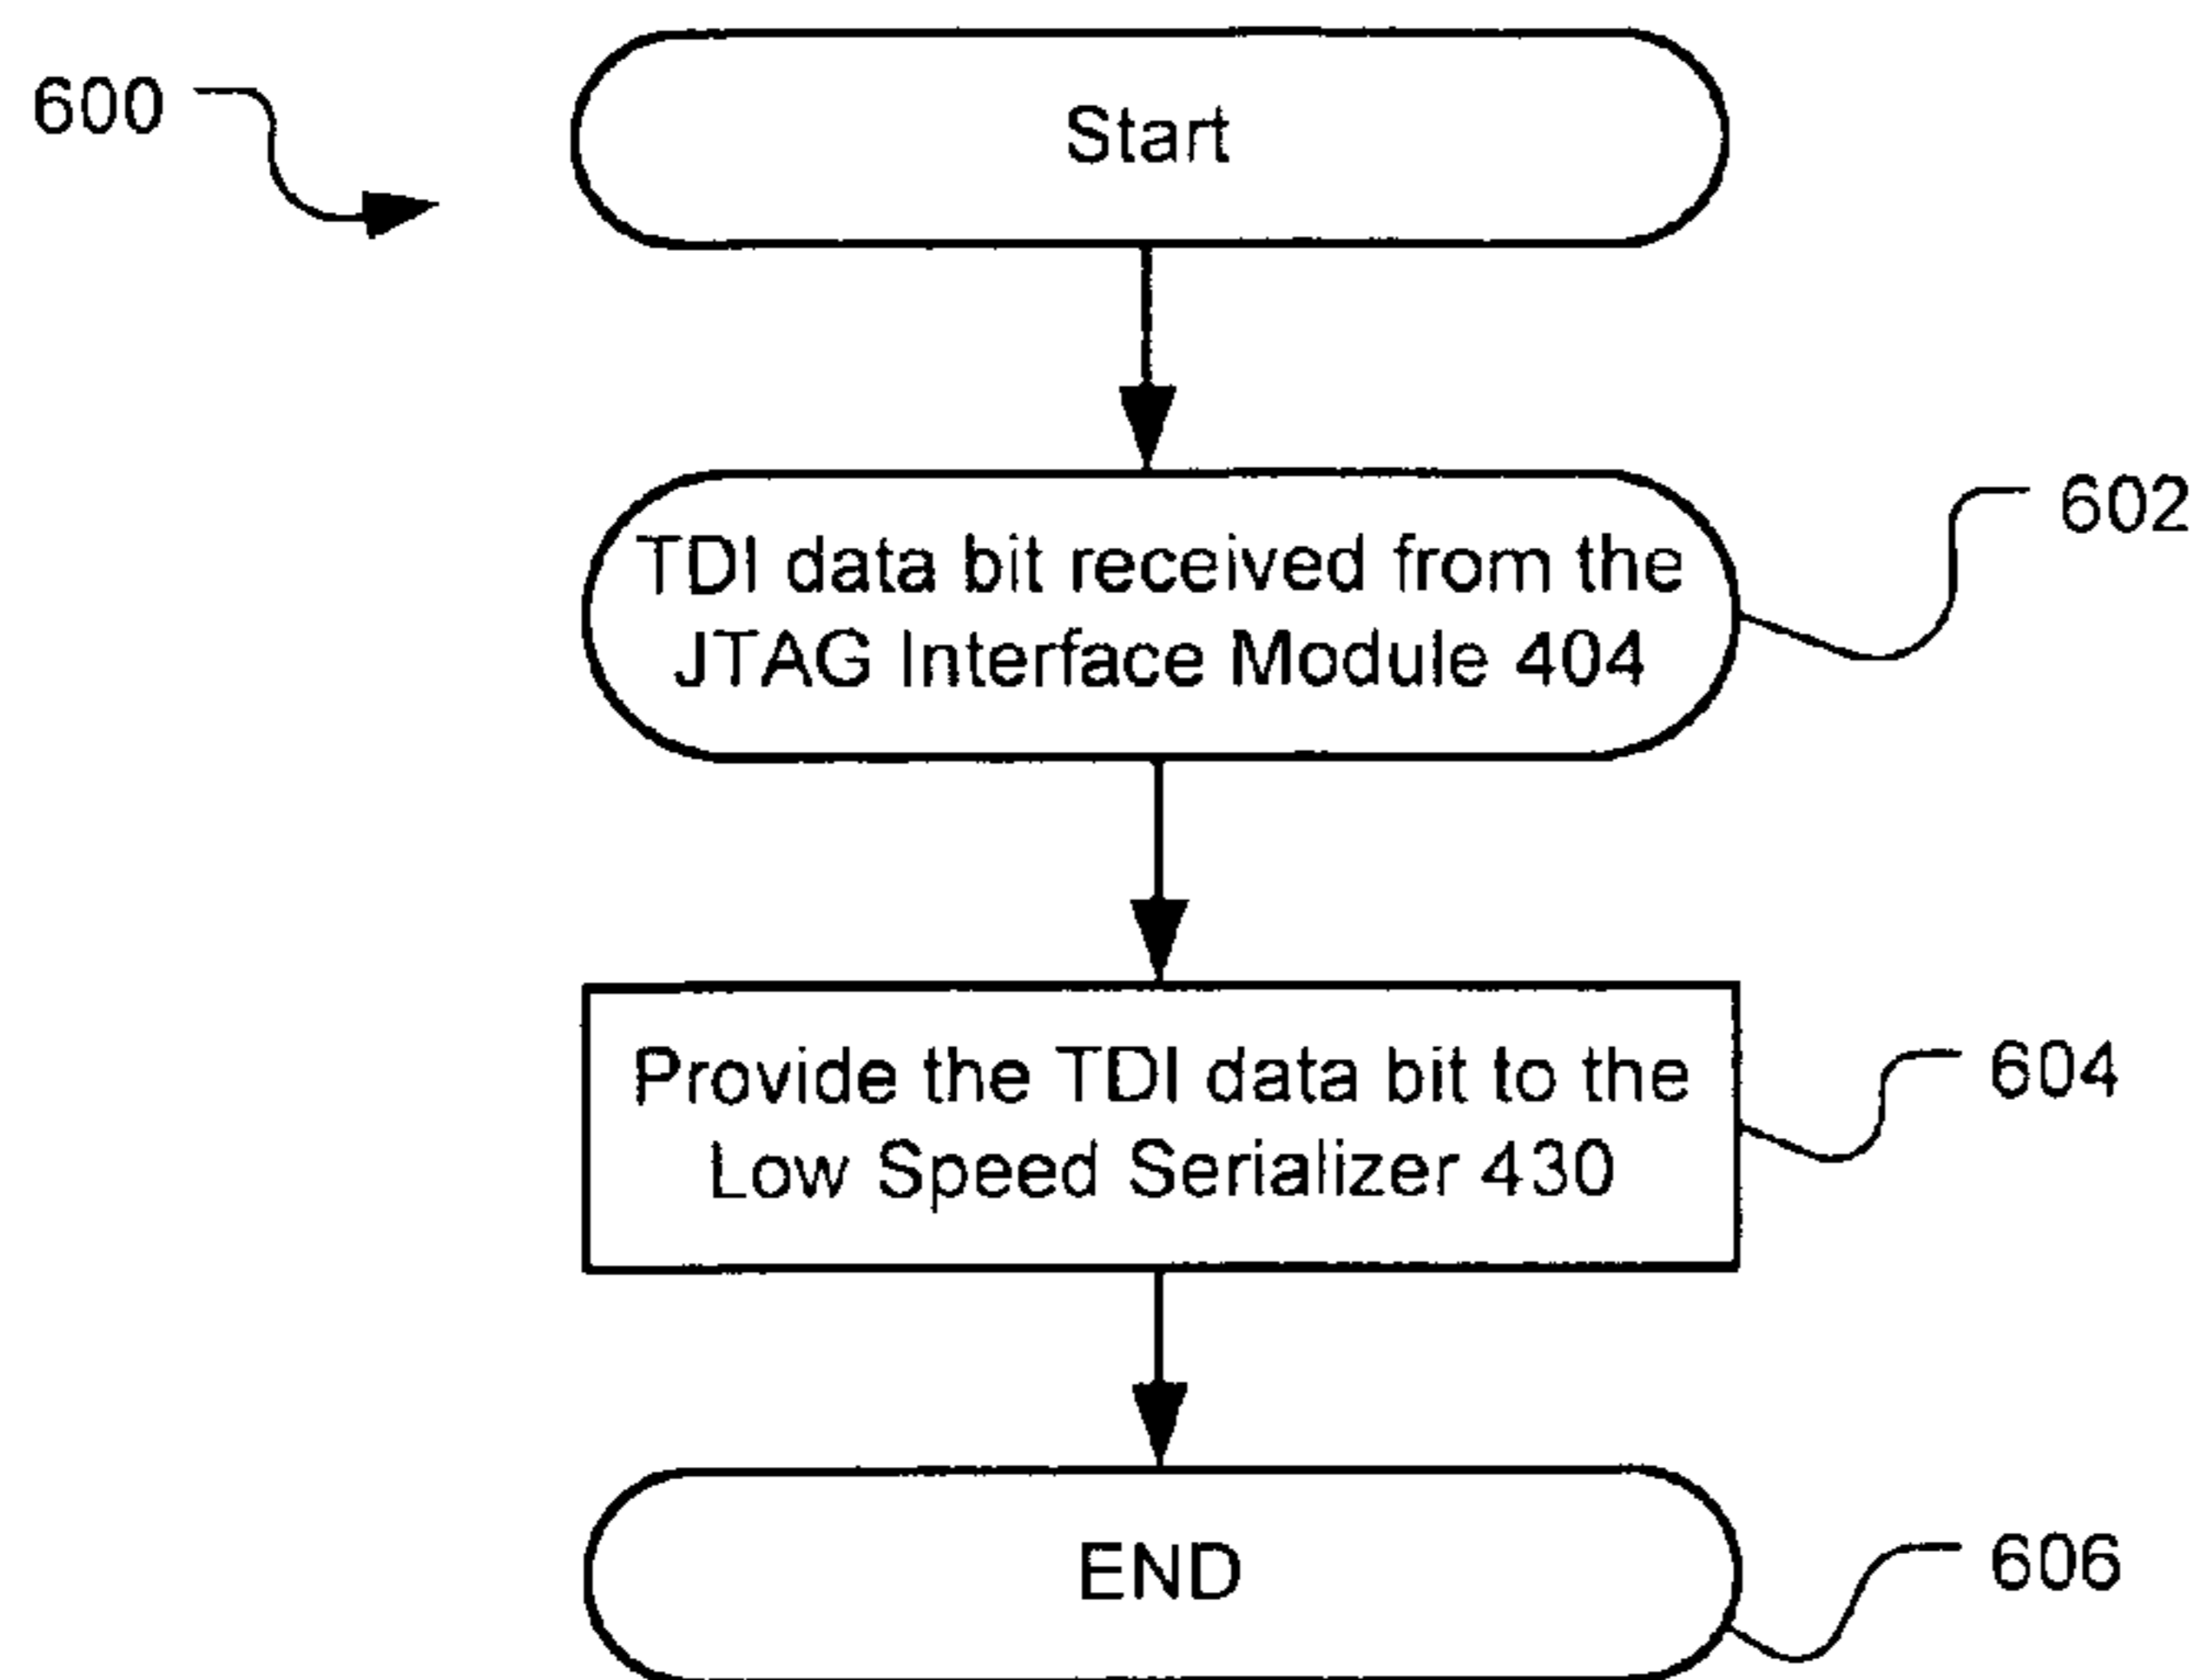 600
Start
TDI data bit received from the
JTAG Interface Module 404
602
Provide the TDI data bit to the
Low Speed Serializer 430
604
END
606